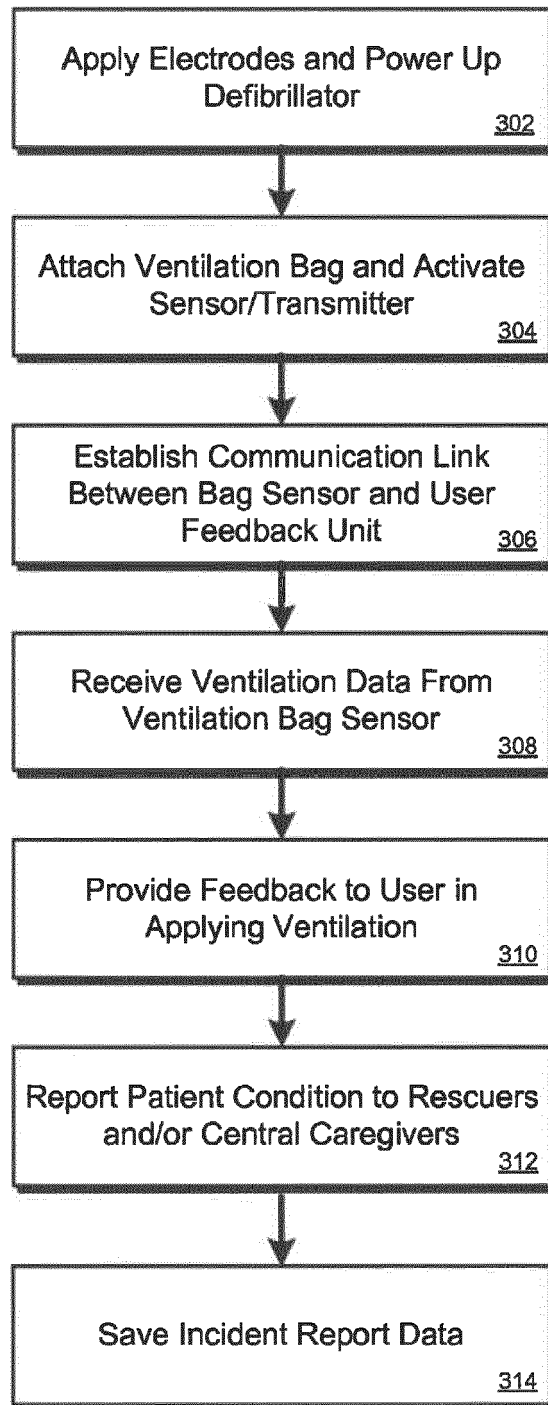 Apply Electrodes and Power Up
Defibrillator
302
Attach Ventilation Bag and Activate
Sensor/Transmitter
304
Establish Communication Link
Between Bag Sensor and User
Feedback Unit
306
Receive Ventilation Data From
Ventilation Bag Sensor
308
Provide Feedback to User in
Applying Ventilation
310
Report Patient Condition to Rescuers
and/or Central Caregivers
312
Save Incident Report Data
314